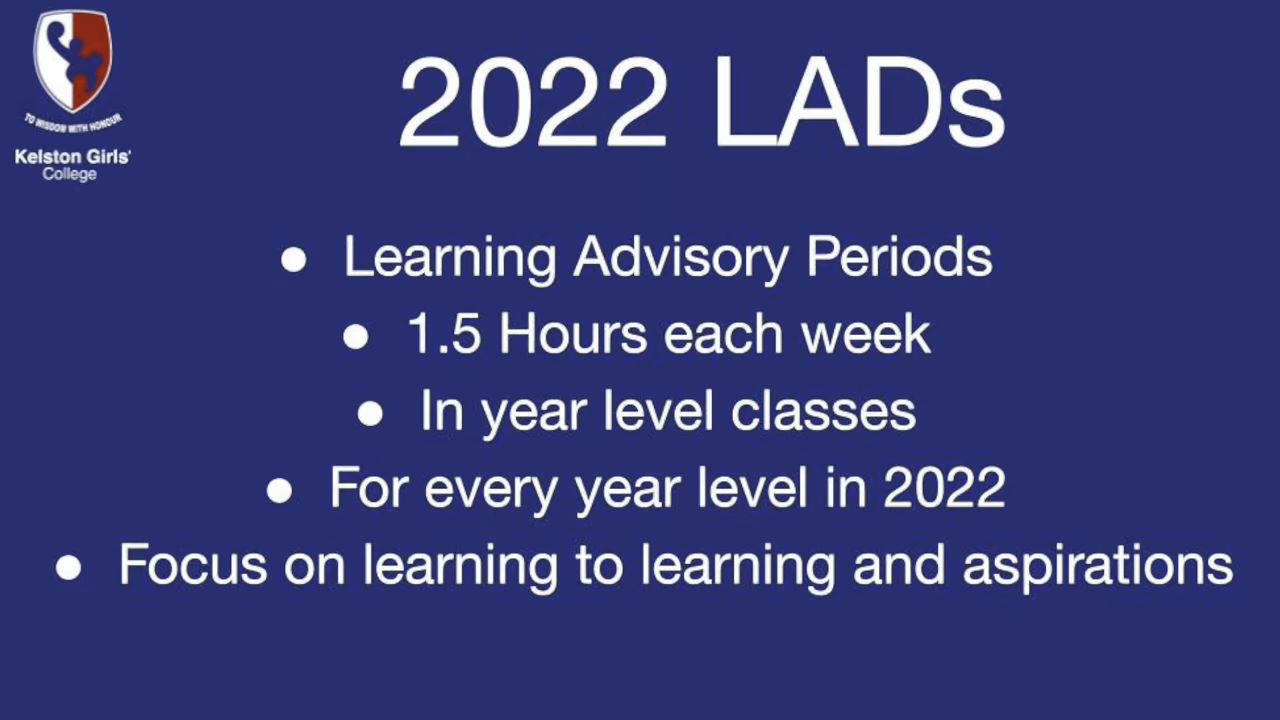 TO WISDOM WITH HONOUR
Kelston Girls'
College
2022 LADs
● Learning Advisory Periods
● 1.5 Hours each week
● In year level classes
● For every year level in 2022
● Focus on learning to learning and aspirations